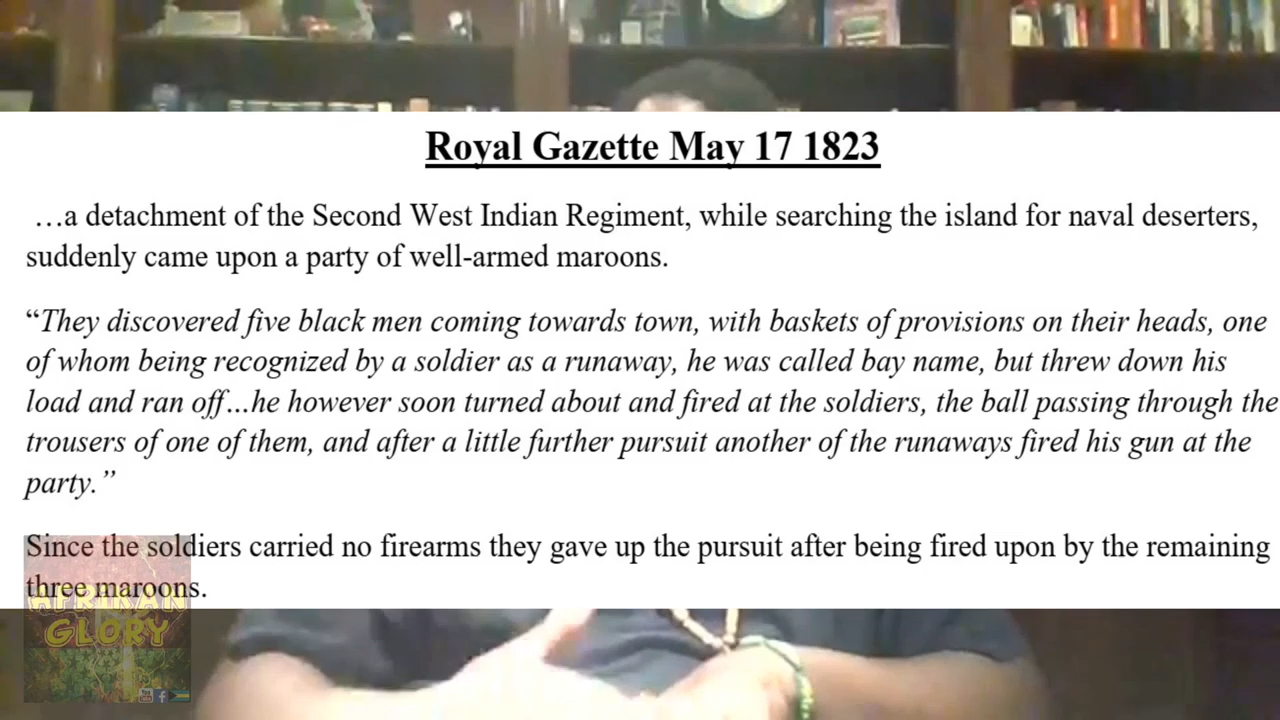 Royal Gazette May 17 1823
…a detachment of the Second West Indian Regiment, while searching the island for naval deserters,
suddenly came upon a party of well-armed maroons.
“They discovered five black men coming towards town, with baskets of provisions on their heads, one
of whom being recognized by a soldier as a runaway, he was called bay name, but threw down his
load and ran off...he however soon turned about and fired at the soldiers, the ball passing through the
trousers of one of them, and after a little further pursuit another of the runaways fired his gun at the
party.”
Since the soldiers carried no firearms they gave up the pursuit after being fired upon by the remaining
three maroons.
AFRIKAN
GLORY